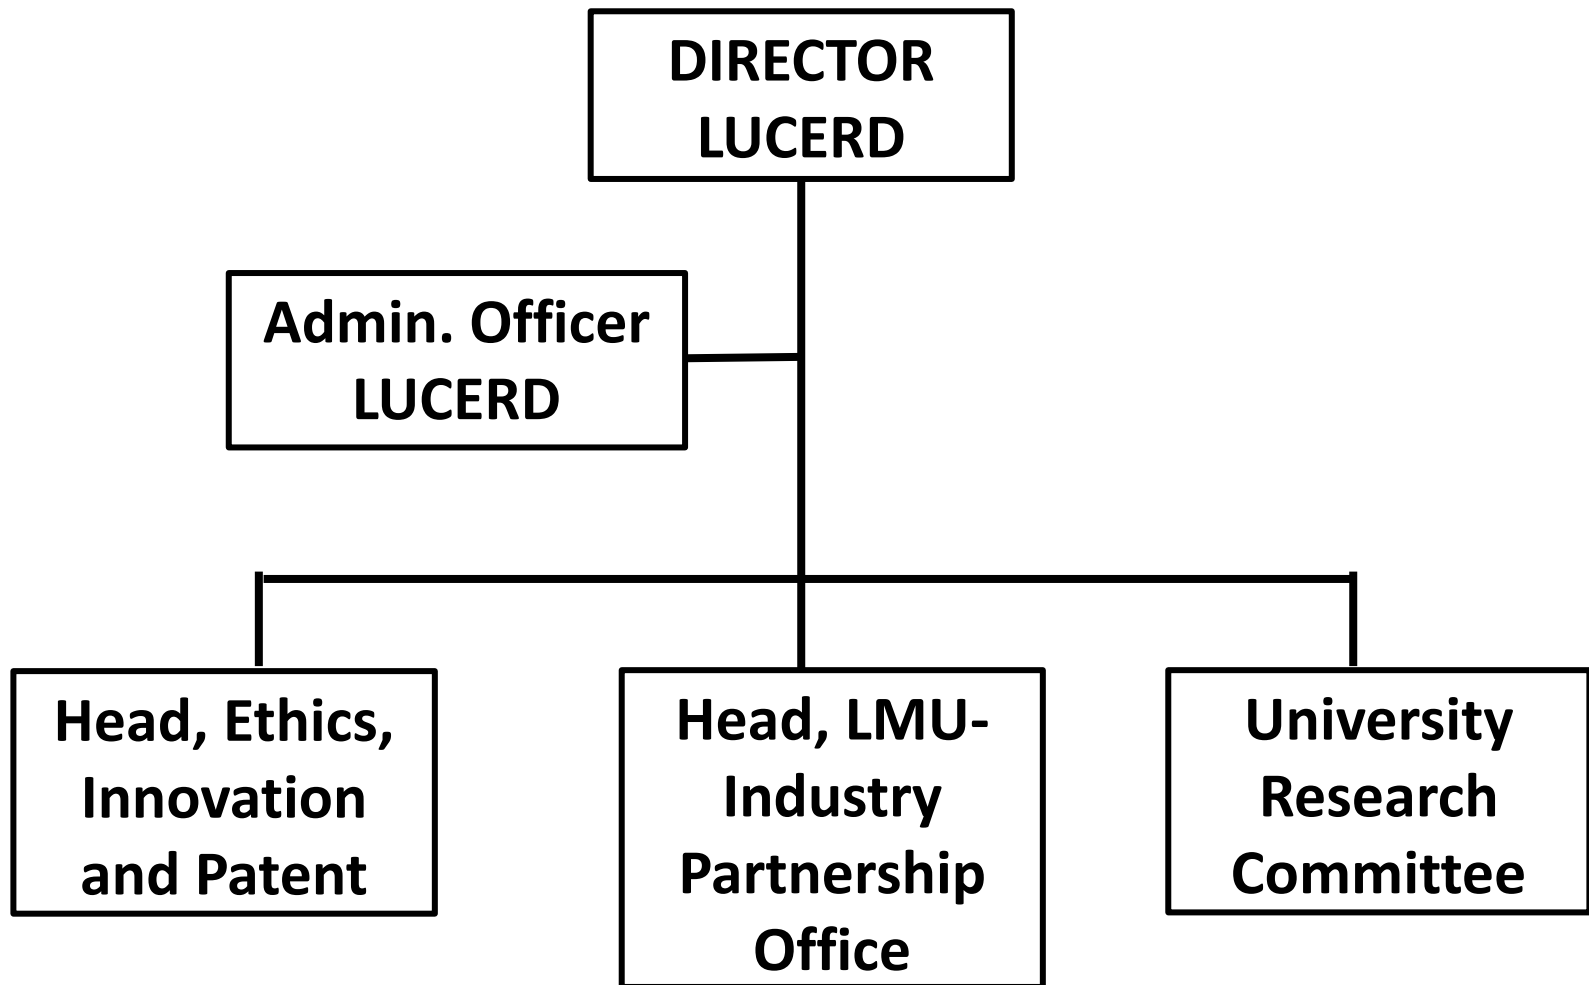 DIRECTOR
LUCERD
Admin. Officer
LUCERD
Head, Ethics,
Innovation
and Patent
Head, LMU-
Industry
Partnership
Office
University
Research
Committee